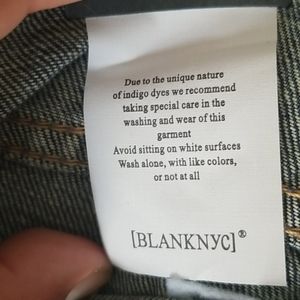 Due to the unique nature
of indigo dyes we recommend
taking special care in the
washing and wear of this
garment
Avoid sitting on white surfaces
Wash alone, with like colors,
or not at all
[BLANKNYC]®